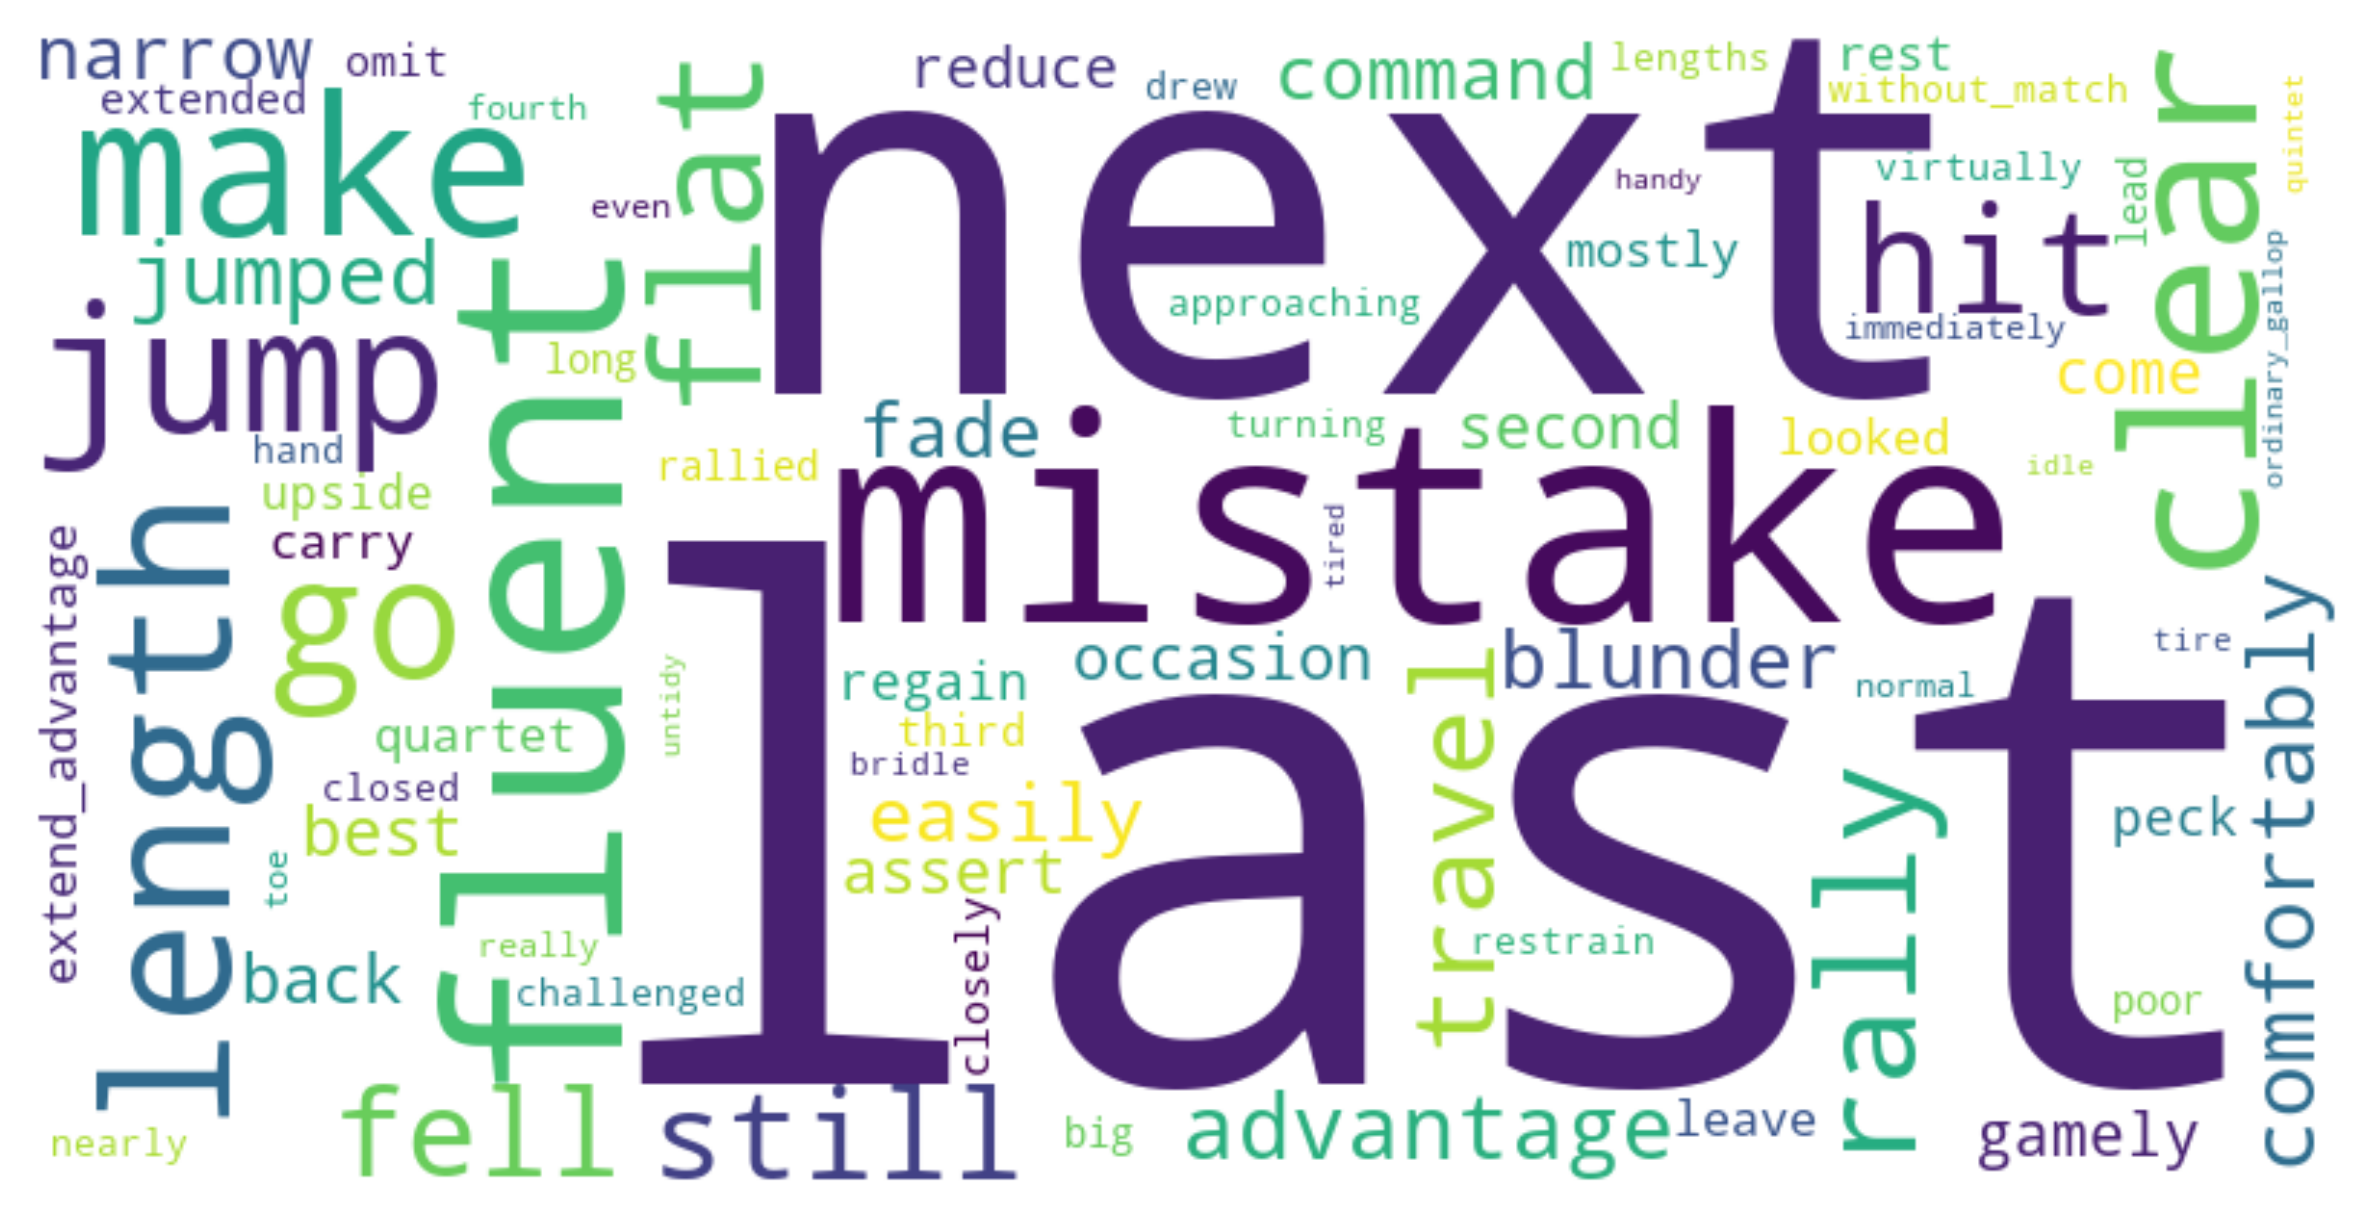 narrow
omit
reduce
drew
command
lengths
rest
extended
fourth
without_match
make
flat
next
clear
quintet
even
handy
virtually
lead
jumped
mostly
hit
ordinary_gallop
jump
fluent
long
approaching
immediately
come
hand
fade
turning
second
looked
rallied
idle
upside
mistake
extend_advantage
length
carry
tired
go
last
comfortably
untidy
regain
occasion
travel
blunder
tire
normal
quartet
third
bridle
closed
best
easily
rally
peck
toe
assert
closely
really
restrain
back
challenged
poor
nearly
fell
still
big
advantage
leave
gamely